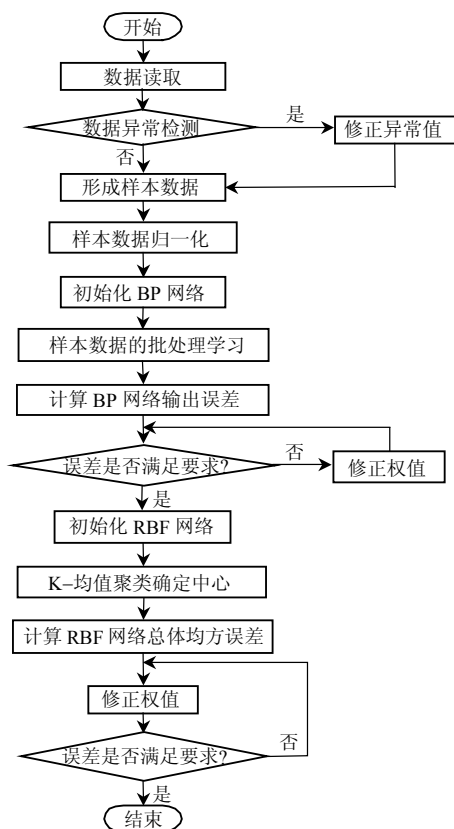 开始
数据读取
数据异常检测
是
修正异常值
否
形成样本数据
样本数据归一化
初始化 BP 网络
样本数据的批处理学习
计算 BP 网络输出误差
误差是否满足要求?
否
修正权值
是
初始化 RBF 网络
K–均值聚类确定中心
计算 RBF 网络总体均方误差
修正权值
误差是否满足要求?
否
是
结束